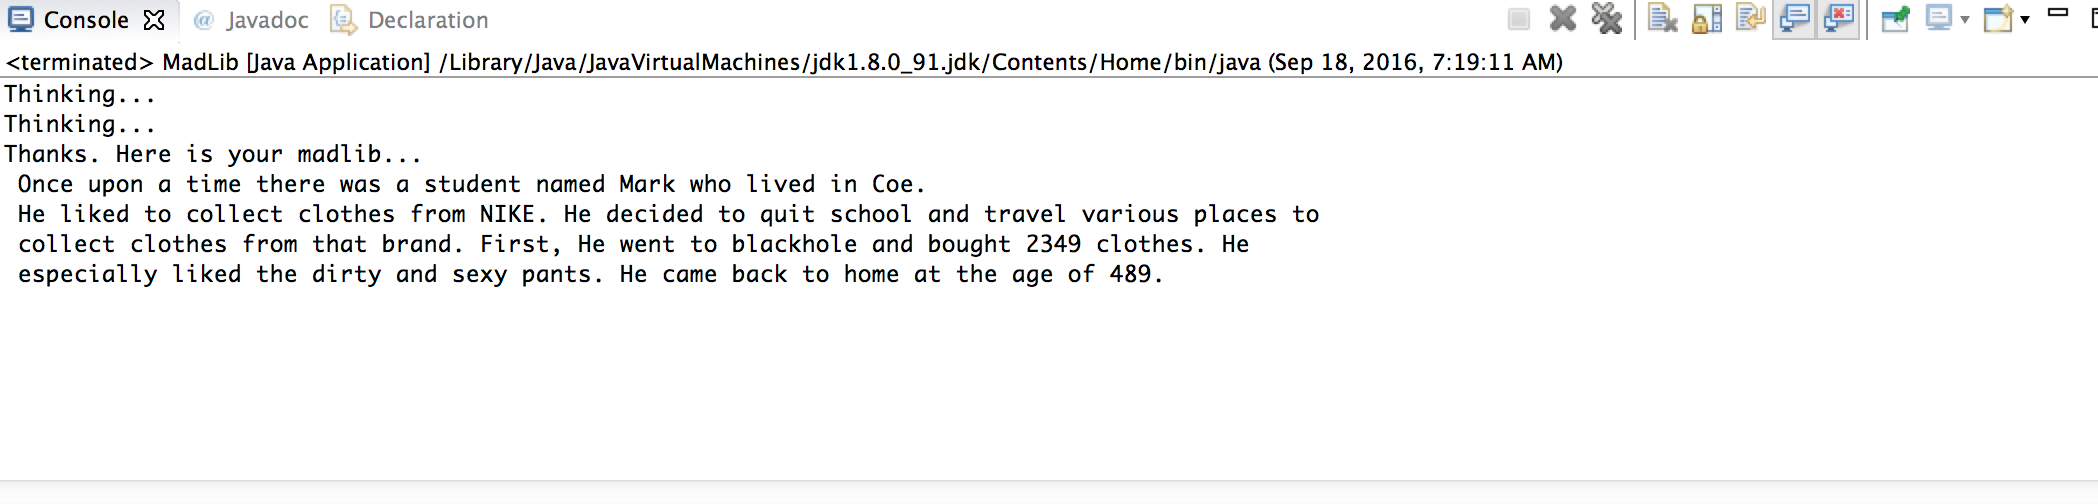 Console Javadoc Declaration
<terminated> MadLib [Java Application] /Library/Java/JavaVirtualMachines/jdk1.8.0_91.jdk/Contents/Home/bin/java (Sep 18, 2016, 7:19:11 AM)
Thinking...
Thinking...
Thanks. Here is your madlib...
Once upon a time there was a student named Mark who lived in Coe.
He liked to collect clothes from NIKE. He decided to quit school and travel various places to
collect clothes from that brand. First, He went to blackhole and bought 2349 clothes. He
especially liked the dirty and sexy pants. He came back to home at the age of 489.